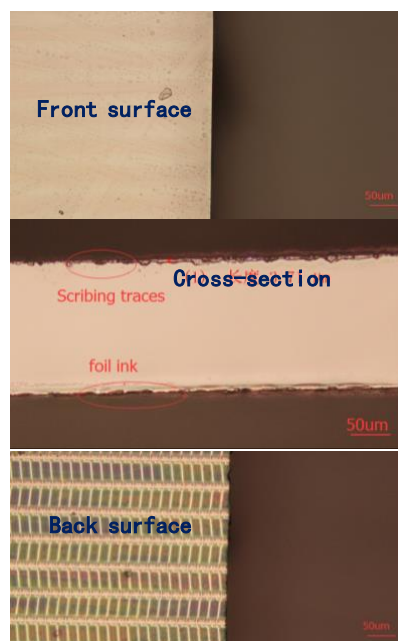 Front surface
50um
Cross-section
Scribing traces
foil ink
50um
Back surface
50um